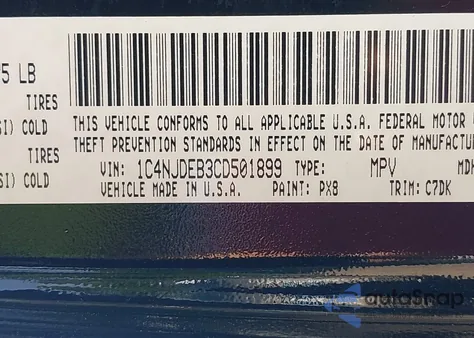 5 LB
TIRES
SI) COLD
TIRES
SI) COLD
THIS VEHICLE CONFORMS TO ALL APPLICABLE U.S.A. FEDERAL MOTOR
THEFT PREVENTION STANDARDS IN EFFECT ON THE DATE OF MANUFACTU
VIN: 1C4NJDEB3CD501899 TYPE: MPV MDH
VEHICLE MADE IN U.S.A. PAINT: PX8 TRIM: C7DK
autoSnap